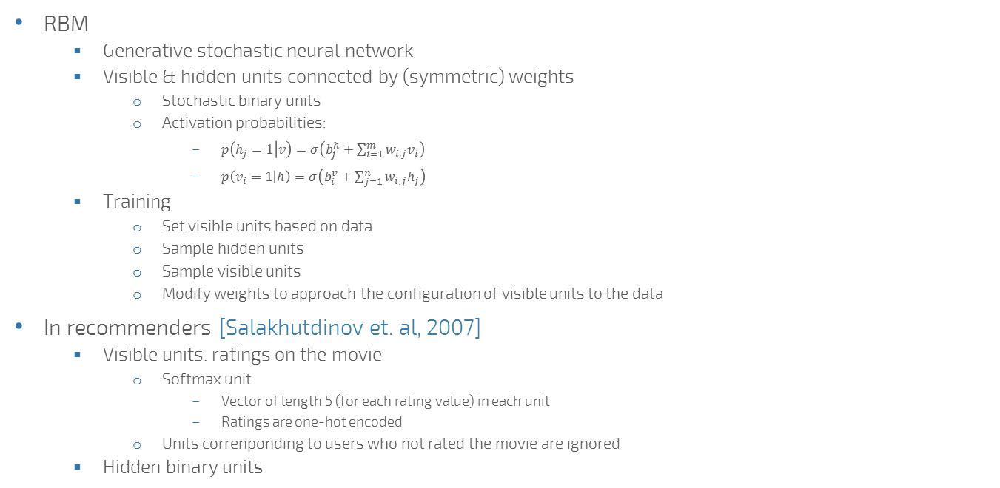 • RBM
▪ Generative stochastic neural network
▪ Visible & hidden units connected by (symmetric) weights
o Stochastic binary units
o Activation probabilities:
– p(h_j = 1|v) = σ(b_j^h + ∑_{i=1}^m w_{i,j} v_i)
– p(v_i = 1|h) = σ(b_i^v + ∑_{j=1}^n w_{i,j} h_j)
▪ Training
o Set visible units based on data
o Sample hidden units
o Sample visible units
o Modify weights to approach the configuration of visible units to the data
• In recommenders [Salakhutdinov et. al, 2007]
▪ Visible units: ratings on the movie
o Softmax unit
– Vector of length 5 (for each rating value) in each unit
– Ratings are one-hot encoded
o Units correnponding to users who not rated the movie are ignored
▪ Hidden binary units